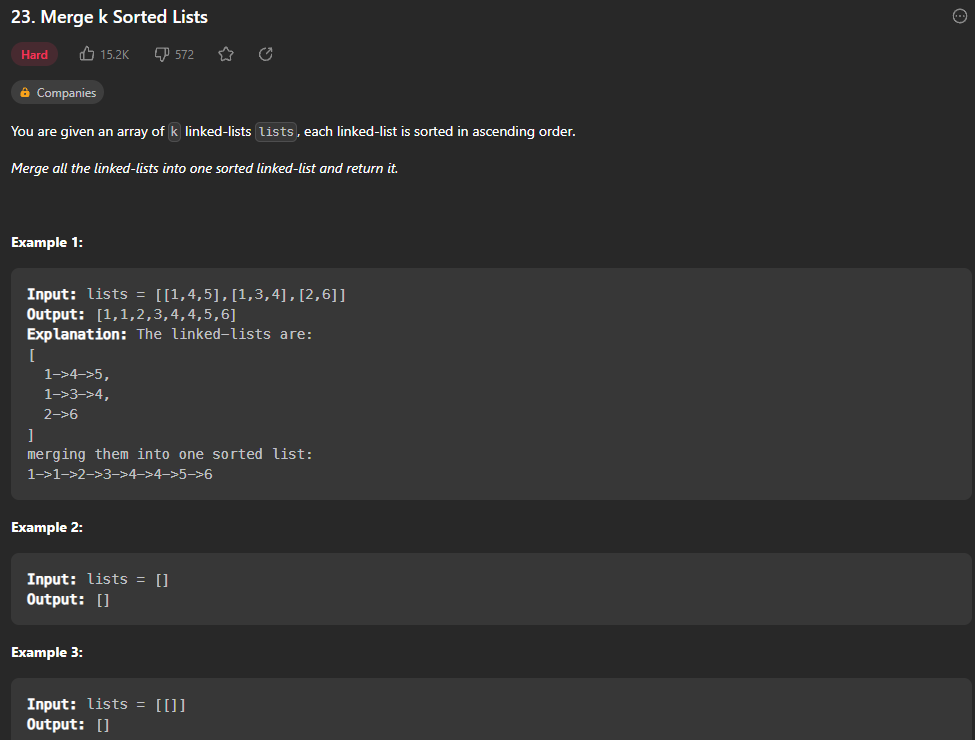 23. Merge k Sorted Lists
Hard 15.2K 572
Companies
You are given an array of k linked-lists lists, each linked-list is sorted in ascending order.
Merge all the linked-lists into one sorted linked-list and return it.
Example 1:
Input: lists = [[1,4,5],[1,3,4],[2,6]]
Output: [1,1,2,3,4,4,5,6]
Explanation: The linked-lists are:
[
  1->4->5,
  1->3->4,
  2->6
]
merging them into one sorted list:
1->1->2->3->4->4->5->6
Example 2:
Input: lists = []
Output: []
Example 3:
Input: lists = [[]]
Output: []